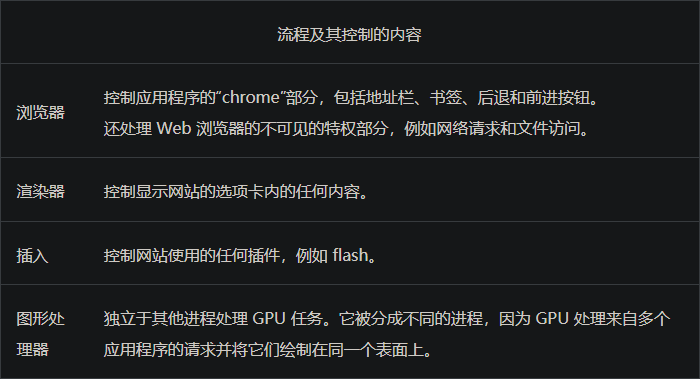 流程及其控制的内容
浏览器
控制应用程序的“chrome”部分，包括地址栏、书签、后退和前进按钮。
还处理 Web 浏览器的不可见的特权部分，例如网络请求和文件访问。
渲染器
控制显示网站的选项卡内的任何内容。
插入
控制网站使用的任何插件，例如 flash。
图形处
理器
独立于其他进程处理 GPU 任务。它被分成不同的进程，因为 GPU 处理来自多个
应用程序的请求并将它们绘制在同一个表面上。